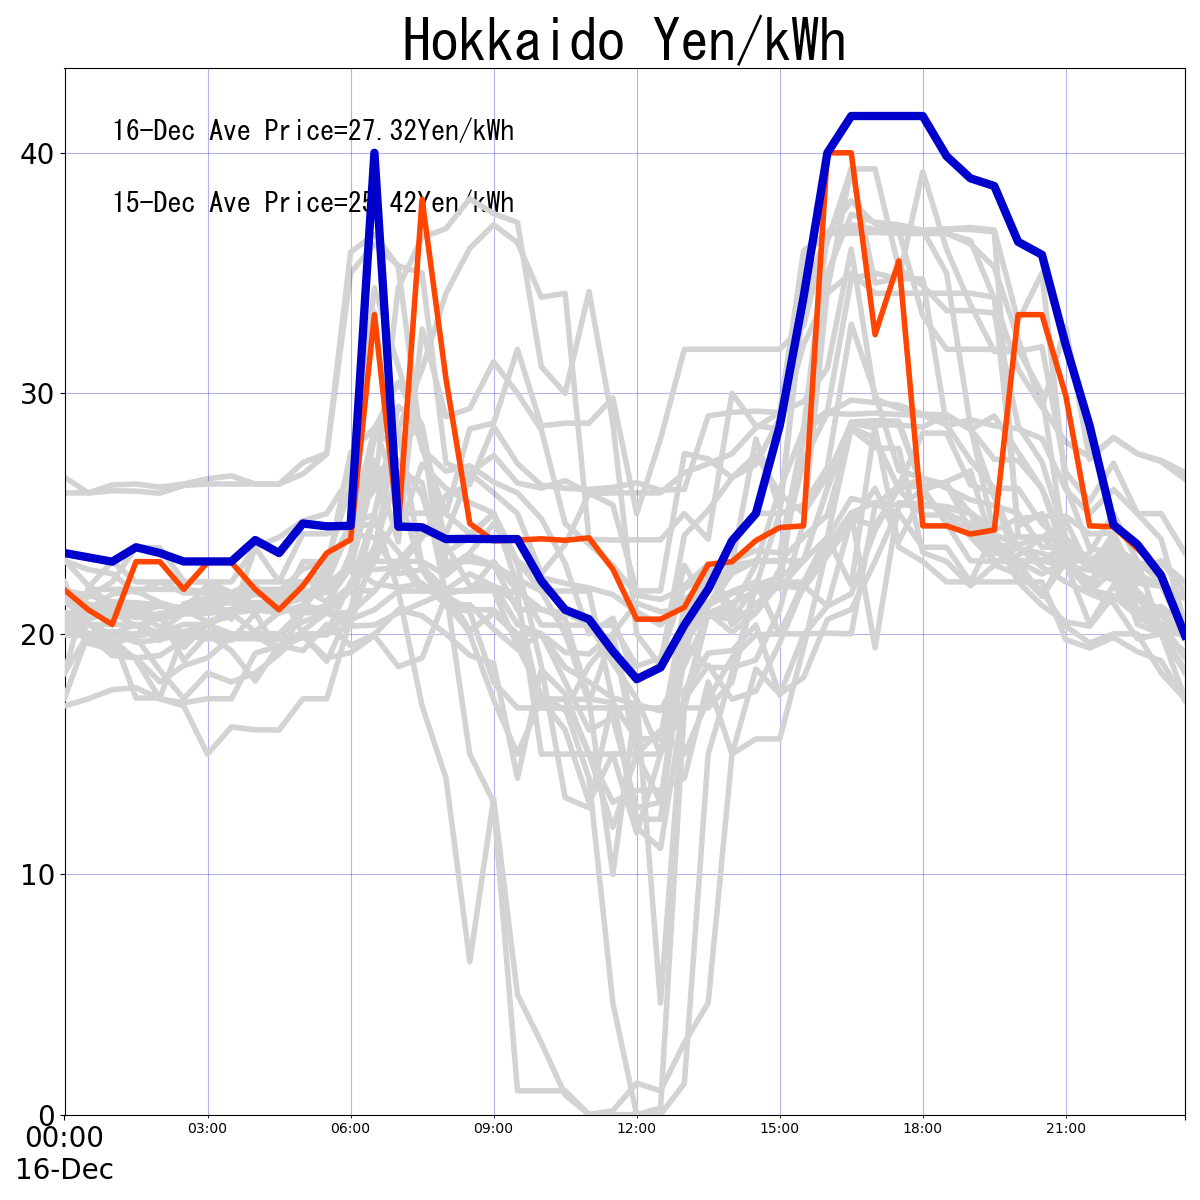 Hokkaido Yen/kWh
16-Dec Ave Price=27.32Yen/kWh
15-Dec Ave Price=25.42Yen/kWh
40
30
20
10
0
00:00 03:00 06:00 09:00 12:00 15:00 18:00 21:00
16-Dec